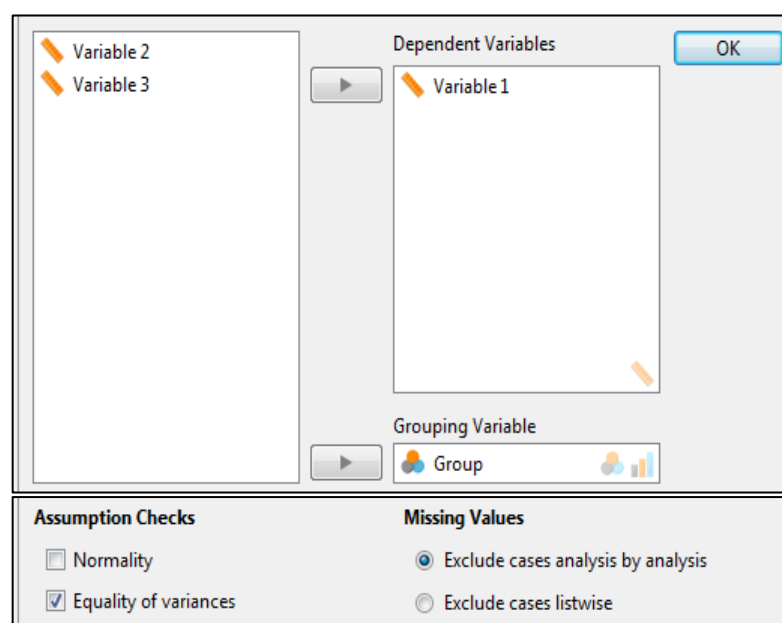 Variable 2
Variable 3
Dependent Variables
Variable 1
OK
Grouping Variable
Group
Assumption Checks
Normality
Equality of variances
Missing Values
Exclude cases analysis by analysis
Exclude cases listwise